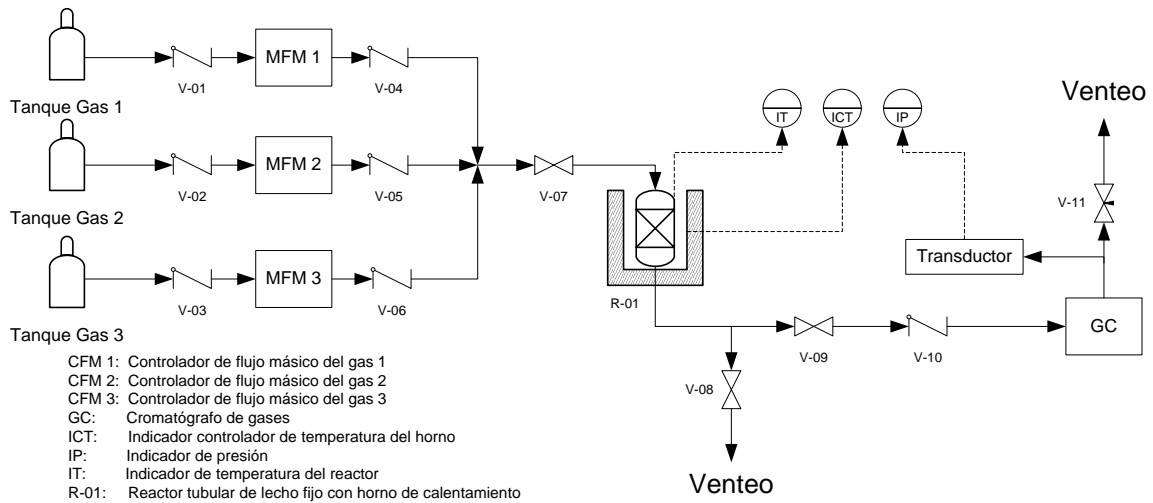 MFM 1
V-01
V-04
Tanque Gas 1
MFM 2
V-02
V-05
Tanque Gas 2
MFM 3
V-03
V-06
Tanque Gas 3
V-07
IT
ICT
IP
R-01
Transductor
Venteo
V-11
GC
V-09
V-10
V-08
Venteo
CFM 1: Controlador de flujo másico del gas 1
CFM 2: Controlador de flujo másico del gas 2
CFM 3: Controlador de flujo másico del gas 3
GC: Cromatógrafo de gases
ICT: Indicador controlador de temperatura del horno
IP: Indicador de presión
IT: Indicador de temperatura del reactor
R-01: Reactor tubular de lecho fijo con horno de calentamiento